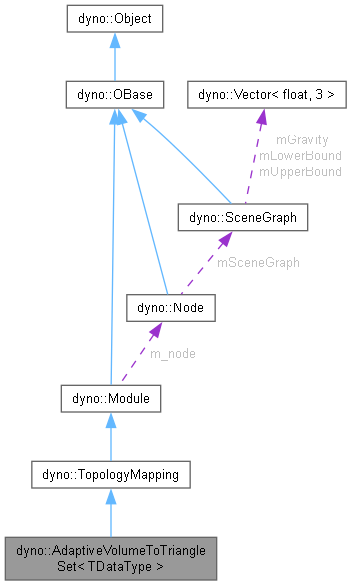 dyno::Object
dyno::OBase
dyno::Vector< float, 3 >
mGravity
mLowerBound
mUpperBound
dyno::SceneGraph
mSceneGraph
dyno::Node
m_node
dyno::Module
dyno::TopologyMapping
dyno::AdaptiveVolumeToTriangle
Set< TDataType >